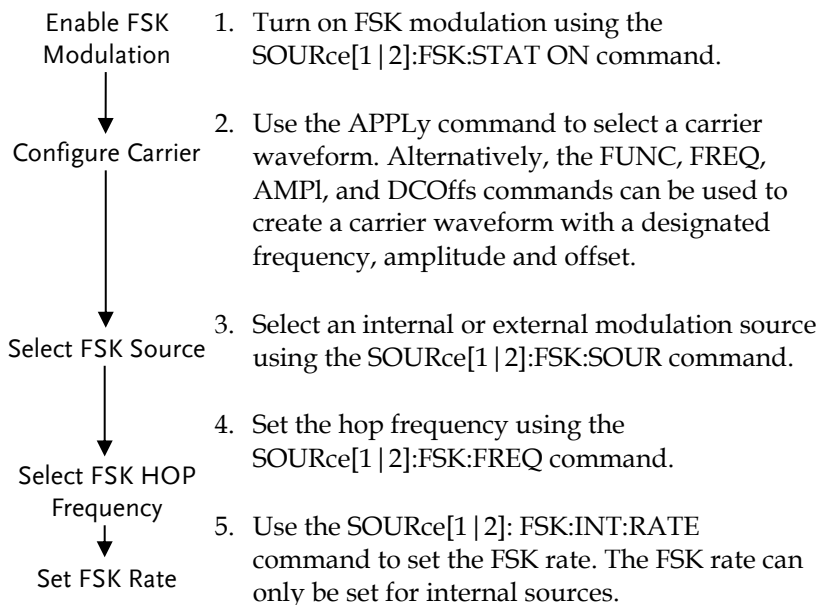 Enable FSK
Modulation
1. Turn on FSK modulation using the
SOURce[1|2]:FSK:STAT ON command.
Configure Carrier
2. Use the APPLy command to select a carrier
waveform. Alternatively, the FUNC, FREQ,
AMPl, and DCOffs commands can be used to
create a carrier waveform with a designated
frequency, amplitude and offset.
Select FSK Source
3. Select an internal or external modulation source
using the SOURce[1|2]:FSK:SOUR command.
Select FSK HOP
Frequency
4. Set the hop frequency using the
SOURce[1|2]:FSK:FREQ command.
Set FSK Rate
5. Use the SOURce[1|2]: FSK:INT:RATE
command to set the FSK rate. The FSK rate can
only be set for internal sources.